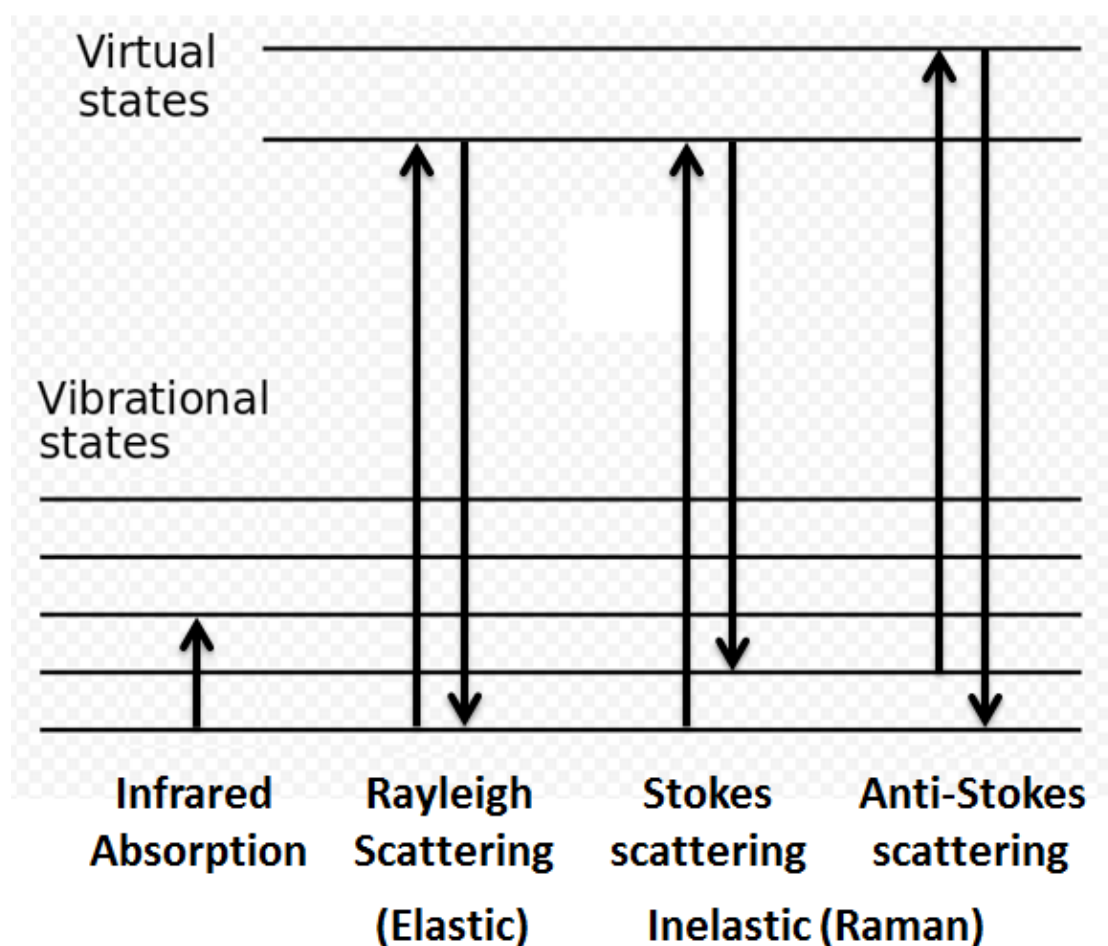 Virtual
states
Vibrational
states
Infrared
Absorption
Rayleigh
Scattering
(Elastic)
Stokes
scattering
Anti-Stokes
scattering
Inelastic (Raman)